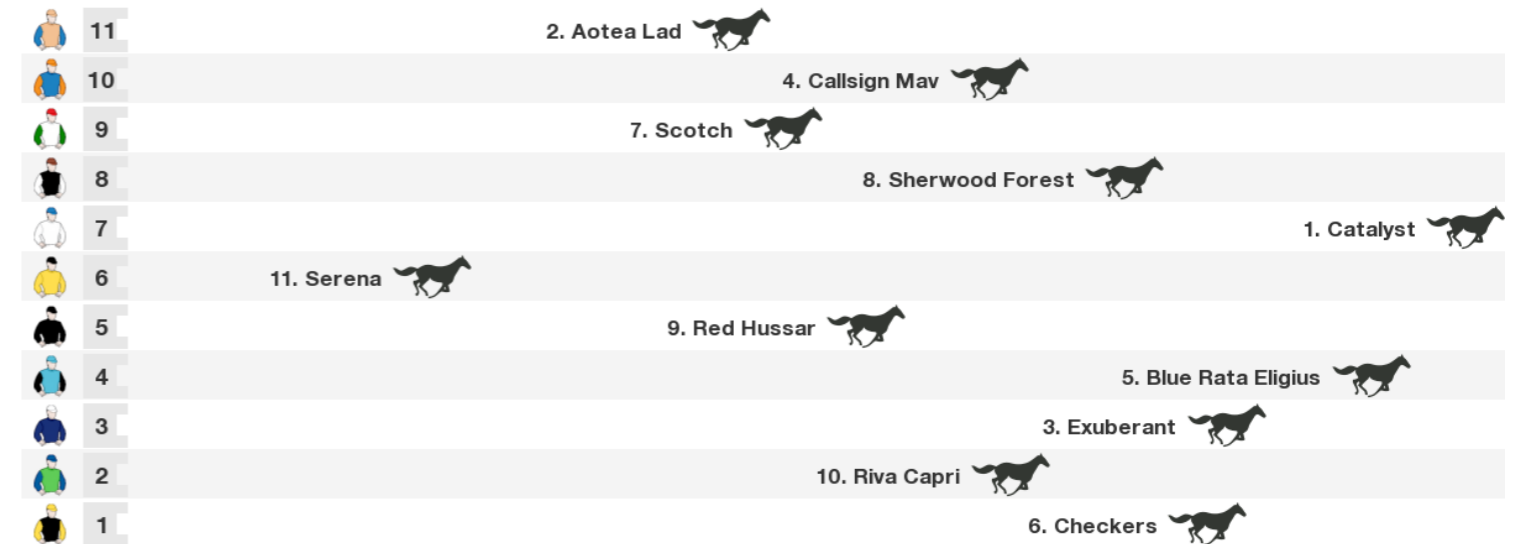 11 2. Aotea Lad
10 4. Callsign Mav
9 7. Scotch
8 8. Sherwood Forest
7 1. Catalyst
6 11. Serena
5 9. Red Hussar
4 5. Blue Rata Eligius
3 3. Exuberant
2 10. Riva Capri
1 6. Checkers